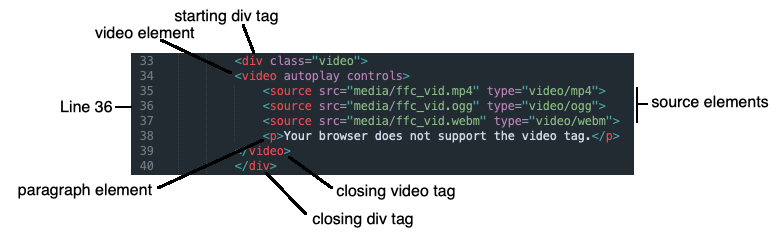 starting div tag
video element
33 <div class="video">
34 <video autoplay controls>
35 <source src="media/ffc_vid.mp4" type="video/mp4">
Line 36
36 <source src="media/ffc_vid.ogg" type="video/ogg">
source elements
37 <source src="media/ffc_vid.webm" type="video/webm">
38 <p>Your browser does not support the video tag.</p>
39 </video>
40 </div>
paragraph element
closing video tag
closing div tag